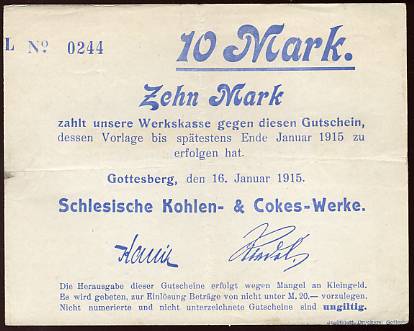 L No 0244
10 Mark.
Zehn Mark
zahlt unsere Werkskasse gegen diesen Gutschein,
dessen Vorlage bis spätestens Ende Januar 1915 zu
erfolgen hat.
Gottesberg, den 16. Januar 1915.
Schlesische Kohlen- & Cokes-Werke.
Die Herausgabe dieser Gutscheine erfolgt wegen Mangel an Kleingeld.
Es wird gebeten, zur Einlösung Beträge von nicht unter M. 20.— vorzulegen.
Nicht numerierte und nicht unterzeichnete Gutscheine sind ungiltig.